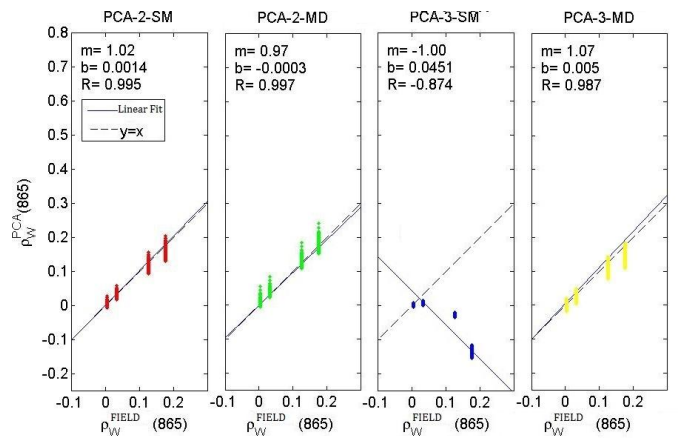 PCA-2-SM PCA-2-MD PCA-3-SM PCA-3-MD
m= 1.02
b= 0.0014
R= 0.995
m= 0.97
b= -0.0003
R= 0.997
m= -1.00
b= 0.0451
R= -0.874
m= 1.07
b= 0.005
R= 0.987
Linear Fit
y=x
0.8
0.7
0.6
0.5
0.4
0.3
0.2
0.1
0
-0.1
-0.2
ρW PCA (865)
-0.1 0 0.1 0.2 -0.1 0 0.1 0.2 -0.1 0 0.1 0.2 -0.1 0 0.1 0.2
ρW FIELD (865) ρW FIELD (865) ρW FIELD (865) ρW FIELD (865)